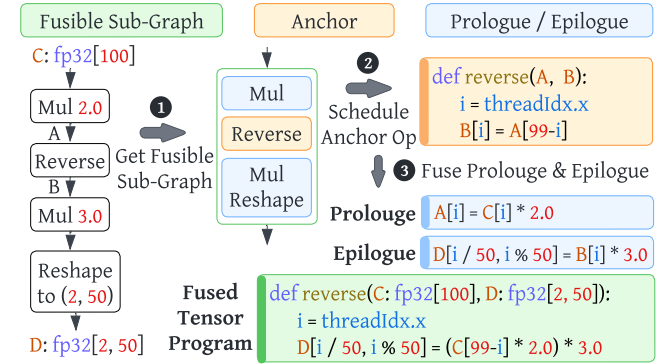 Fusible Sub-Graph
Anchor
Prologue / Epilogue
C: fp32[100]
Mul 2.0
A
Reverse
B
Mul 3.0
Reshape
to (2, 50)
D: fp32[2, 50]
1
Get Fusible
Sub-Graph
Mul
Reverse
Mul
Reshape
2
Schedule
Anchor Op
def reverse(A, B):
i = threadIdx.x
B[i] = A[99-i]
3 Fuse Prolouge & Epilogue
Prolouge
A[i] = C[i] * 2.0
Epilogue
D[i / 50, i % 50] = B[i] * 3.0
Fused
Tensor
Program
def reverse(C: fp32[100], D: fp32[2, 50]):
i = threadIdx.x
D[i / 50, i % 50] = (C[99-i] * 2.0) * 3.0